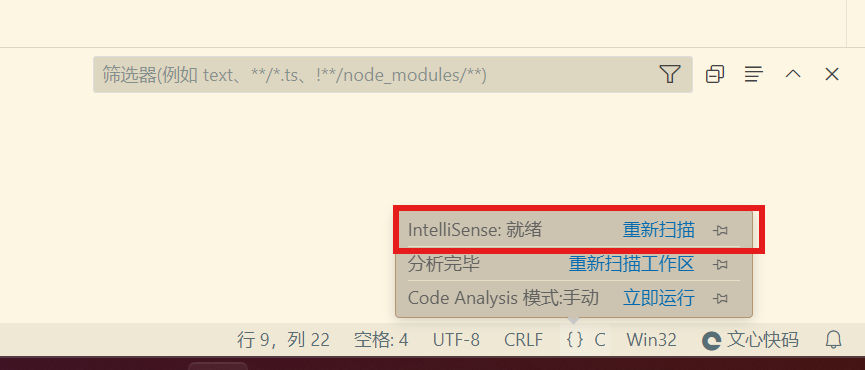 筛选器(例如 text、**/*.ts、!**/node_modules/**)
IntelliSense: 就绪 重新扫描
分析完毕 重新扫描工作区
Code Analysis 模式:手动 立即运行
行 9，列 22 空格: 4 UTF-8 CRLF {} C Win32 文心快码